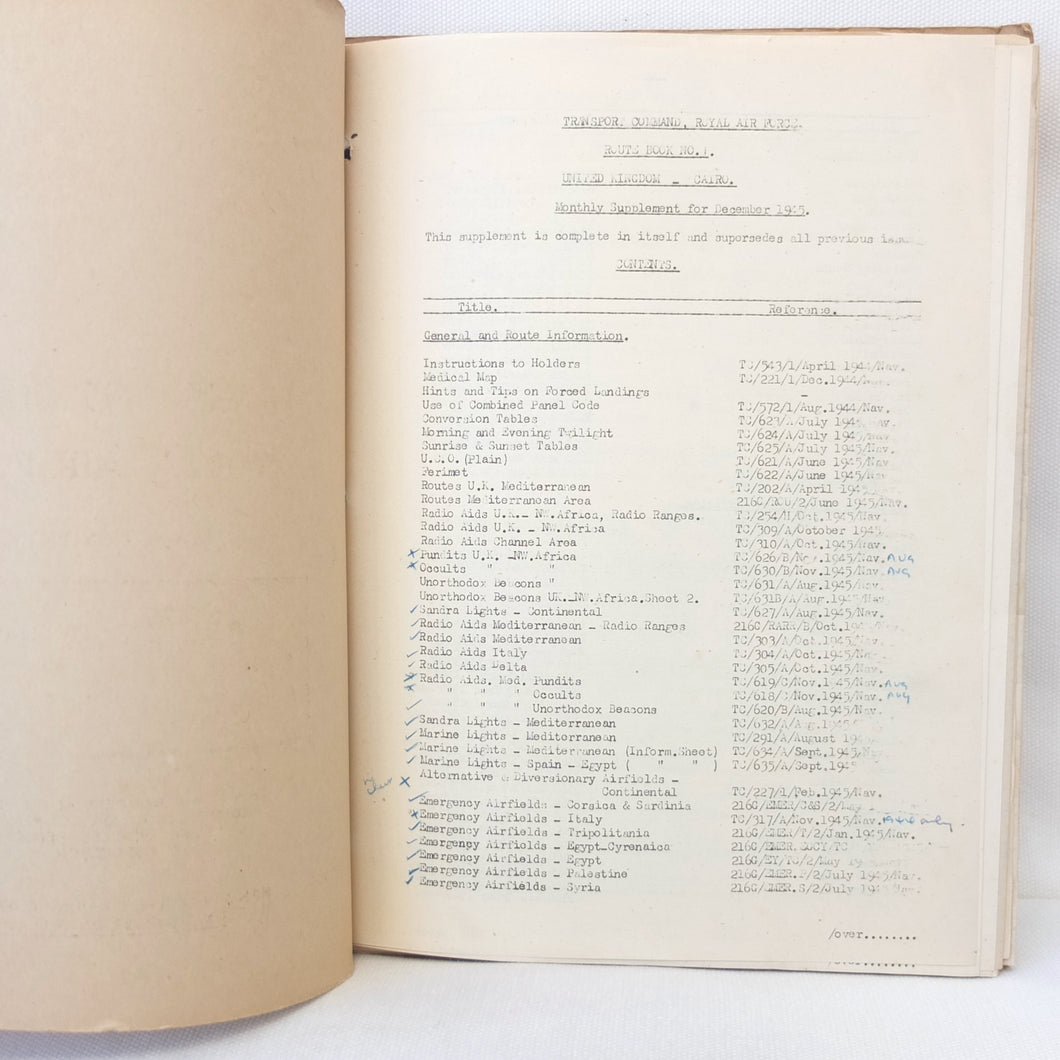 TRANSPORT COMMAND, ROYAL AIR FORCE.
ROUTE BOOK NO.1.
UNITED KINGDOM - CAIRO.
Monthly Supplement for December 1945.
This supplement is complete in itself and supersedes all previous
CONTENTS.
Title. Reference.
General and Route Information.
Instructions to Holders TC/543/1/April 1944/Nav.
Medical Map TC/221/1/Dec.1944/Nav.
Hints and Tips on Forced Landings -
Use of Combined Panel Code TC/572/1/Aug.1944/Nav.
Conversion Tables TC/623/A/July 1945/Nav.
Morning and Evening Twilight TC/624/A/July 1945/Nav.
Sunrise & Sunset Tables TC/625/A/July 1945/Nav.
U.C.O.(Plain) TC/621/A/June 1945/Nav.
Ferimet TC/622/A/June 1945/Nav.
Routes U.K. Mediterranean TC/202/A/April 1945/Nav.
Routes Mediterranean Area 216G/ROU/2/June 1945/Nav.
Radio Aids U.K.- NW.Africa, Radio Ranges. TC/254/H/Oct.1945/Nav.
Radio Aids U.K. - NW.Africa TC/309/A/October 1945
Radio Aids Channel Area TC/310/A/Oct.1945/Nav.
x Pundits U.K. -NW.Africa TC/626/B/Nov.1945/Nav. AUG
x Occults " " TC/630/B/Nov.1945/Nav. AUG
Unorthodox Beacons " TC/631/A/Aug.1945/Nav.
Unorthodox Beacons UK.-NW.Africa.Sheet 2. TC/631B/A/Aug.1945/Nav.
✓ Sandra Lights - Continental TC/627/A/Aug.1945/Nav.
✓ Radio Aids Mediterranean - Radio Ranges 216G/RARR/B/Oct.1945/Nav.
✓ Radio Aids Mediterranean TC/303/A/Oct.1945/Nav.
✓ Radio Aids Italy TC/304/A/Oct.1945/Nav.
✓ Radio Aids Delta TC/305/A/Oct.1945/Nav.
x Radio Aids. Med. Pundits TC/619/C/Nov.1945/Nav. AUG
x " " " Occults TC/618/C/Nov.1945/Nav. AUG
✓ " " " Unorthodox Beacons TC/620/B/Aug.1945/Nav.
✓ Sandra Lights - Mediterranean TC/632/A/Aug.1945
✓ Marine Lights - Mediterranean TC/291/A/August 1945
✓ Marine Lights - Mediterranean (Inform.Sheet) TC/634/A/Sept.1945/Nav.
✓ Marine Lights - Spain - Egypt ( " " ) TC/635/A/Sept.1945
x Alternative & Diversionary Airfields -
Continental TC/227/1/Feb.1945/Nav.
✓ Emergency Airfields - Corsica & Sardinia 216G/EMER/C&S/2/May
x Emergency Airfields - Italy TC/317/A/Nov.1945/Nav.
✓ Emergency Airfields - Tripolitania 216G/EMER/T/2/Jan.1945/Nav.
✓ Emergenpy Airfields - Egypt-Cyrenaica 216G/EMER.EGCY/TC
✓ Emergency Airfields - Egypt 216G/EY/TC/2/May
✓ Emergency Airfields - Palestine 216G/EMER.P/2/July 1945/Nav.
✓ Emergency Airfields - Syria 216G/EMER.S/2/July 1945/Nav.
/over........